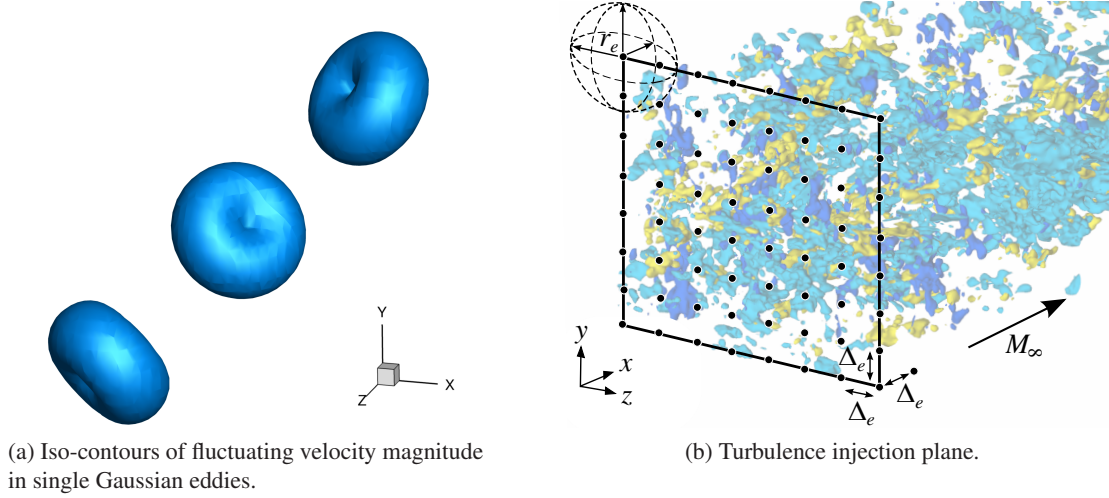 Y
X
Z
(a) Iso-contours of fluctuating velocity magnitude
in single Gaussian eddies.
r_e
y
x
z
M_∞
Δ_e
Δ_e
Δ_e
(b) Turbulence injection plane.